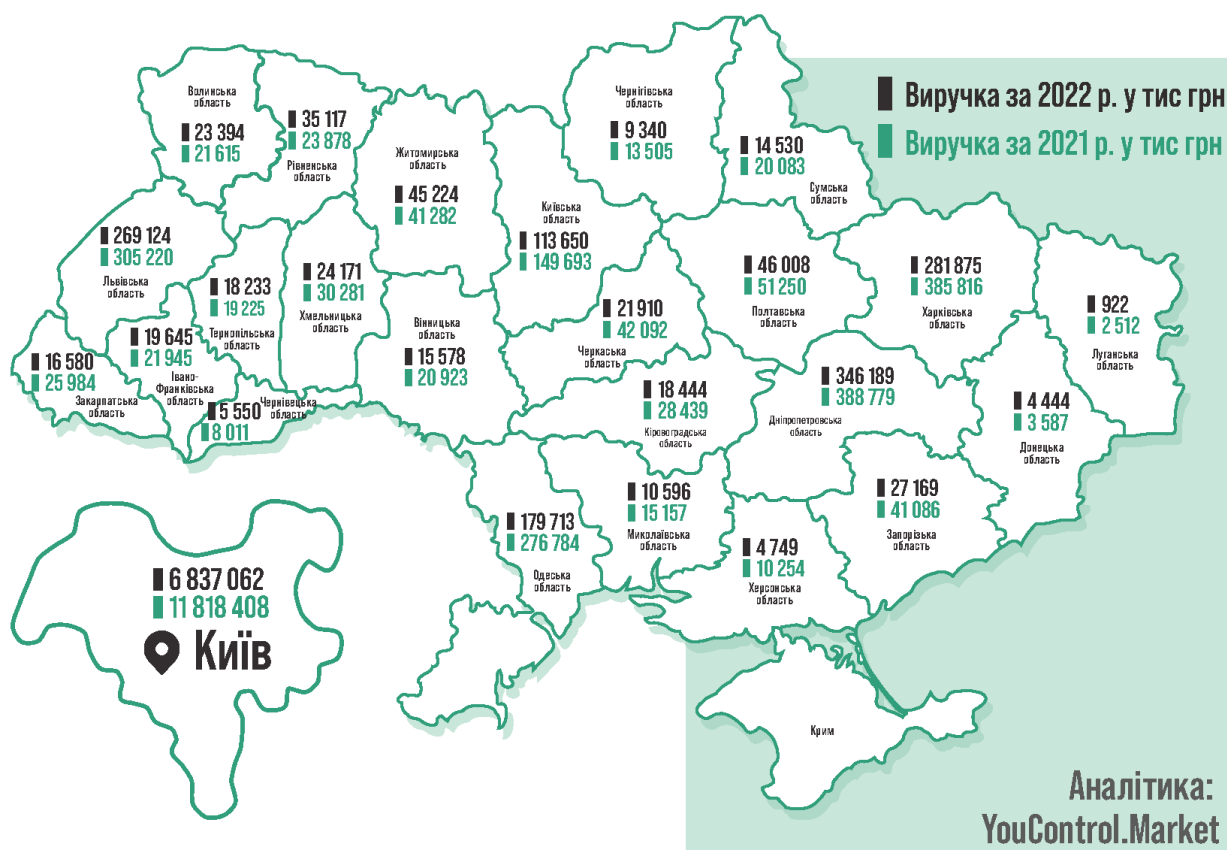 Виручка за 2022 р. у тис грн
Виручка за 2021 р. у тис грн
Волинська
область
23 394
21 615
35 117
23 878
Рівненська
область
Житомирська
область
45 224
41 282
Чернігівська
область
9 340
13 505
14 530
20 083
Сумська
область
Київська
область
113 650
149 693
269 124
305 220
Львівська
область
18 233
19 225
Тернопільська
область
24 171
30 281
Хмельницька
область
Вінницька
область
15 578
20 923
21 910
42 092
Черкаська
область
46 008
51 250
Полтавська
область
281 875
385 816
Харківська
область
922
2 512
Луганська
область
16 580
25 984
Закарпатська
область
19 645
21 945
Івано-
Франківська
область
5 550
8 011
Чернівецька
область
18 444
28 439
Кіровоградська
область
346 189
388 779
Дніпропетровська
область
4 444
3 587
Донецька
область
179 713
276 784
Одеська
область
10 596
15 157
Миколаївська
область
4 749
10 254
Херсонська
область
27 169
41 086
Запорізька
область
6 837 062
11 818 408
Київ
Крим
Аналітика:
YouControl.Market